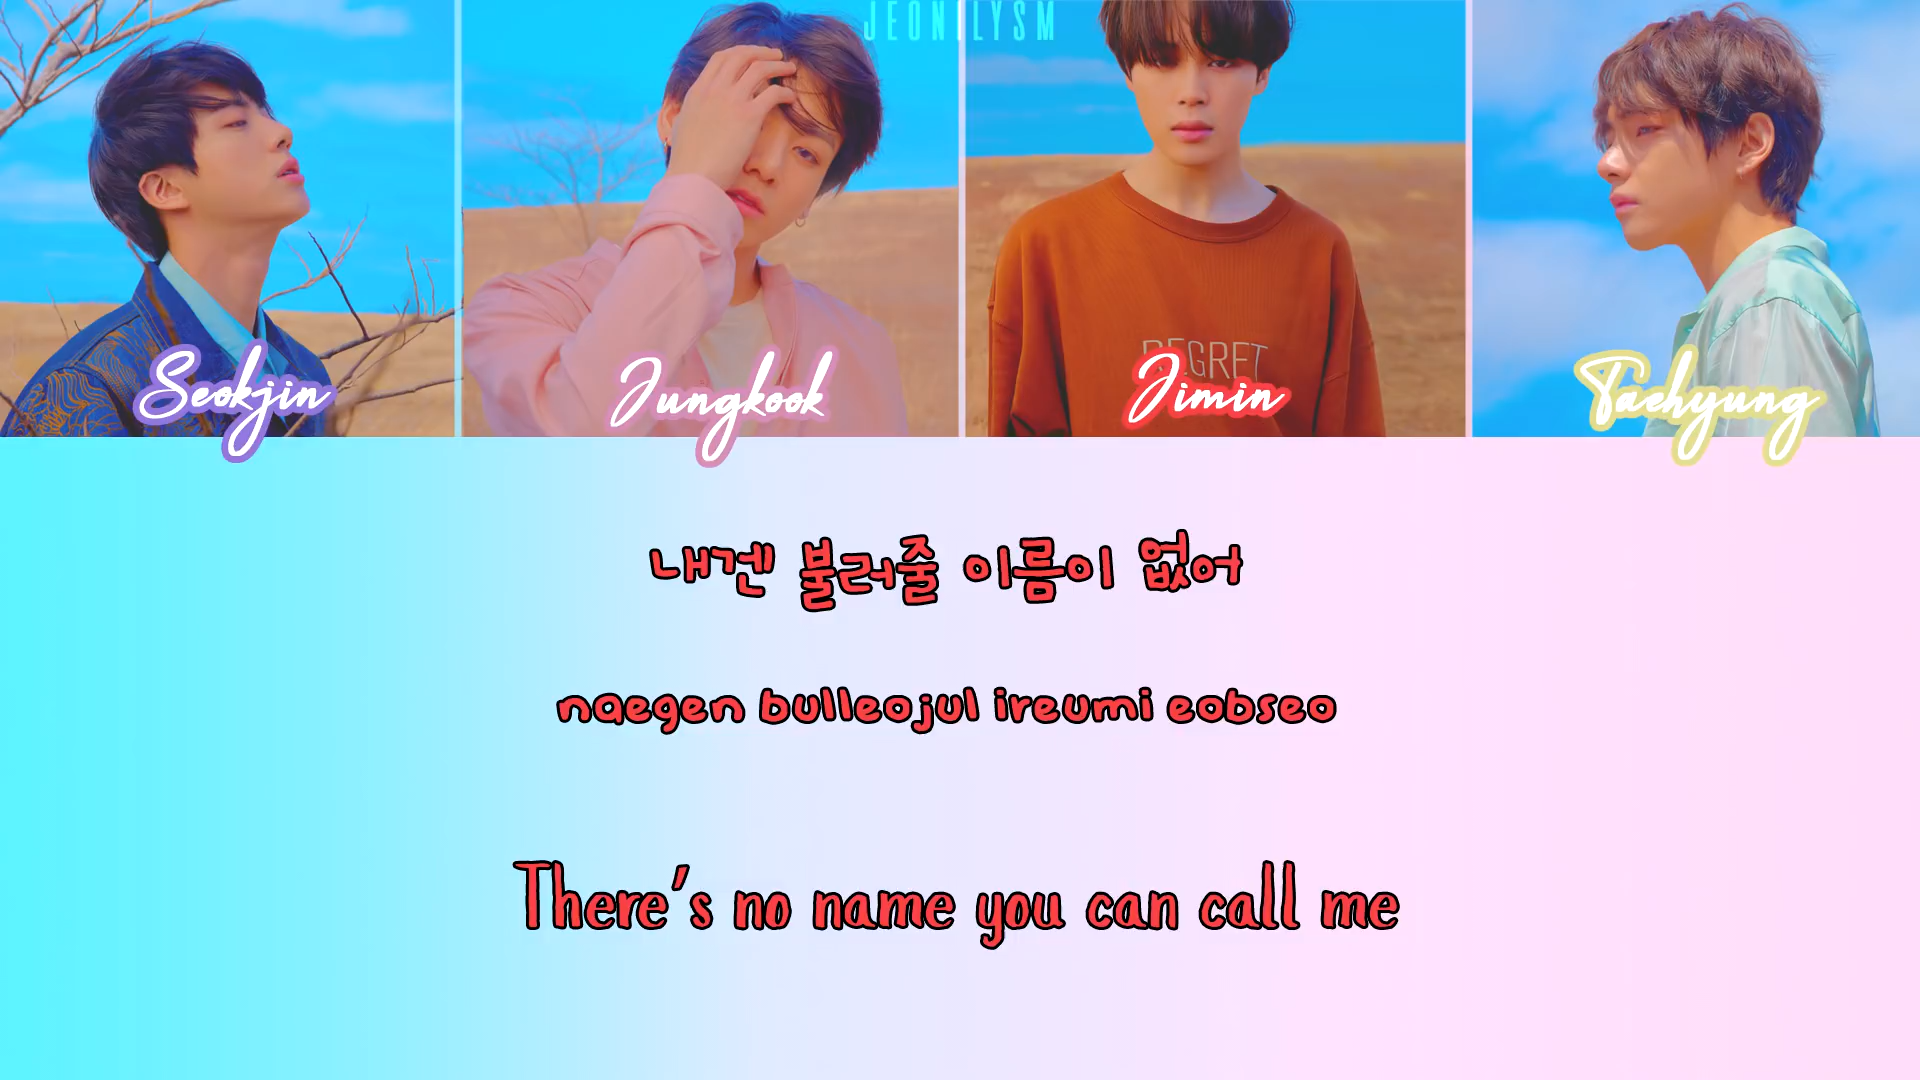 JEONILYSM
REGRET
Seokjin
Jungkook
Jimin
Taehyung
내겐 불러줄 이름이 없어
naegen bulleojul ireumi eobseo
There's no name you can call me